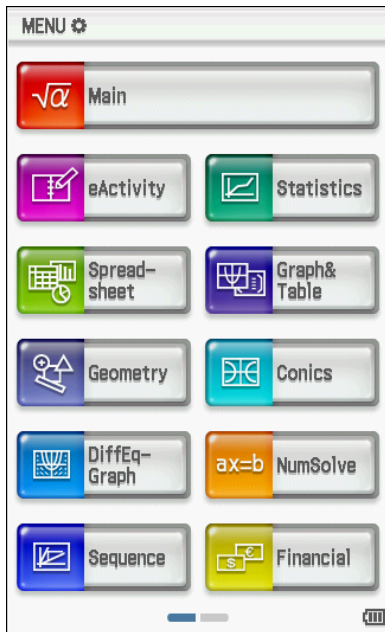 MENU
√α Main
eActivity
Statistics
Spread-
sheet
Graph&
Table
Geometry
Conics
DiffEq-
Graph
ax=b NumSolve
Sequence
$ € Financial